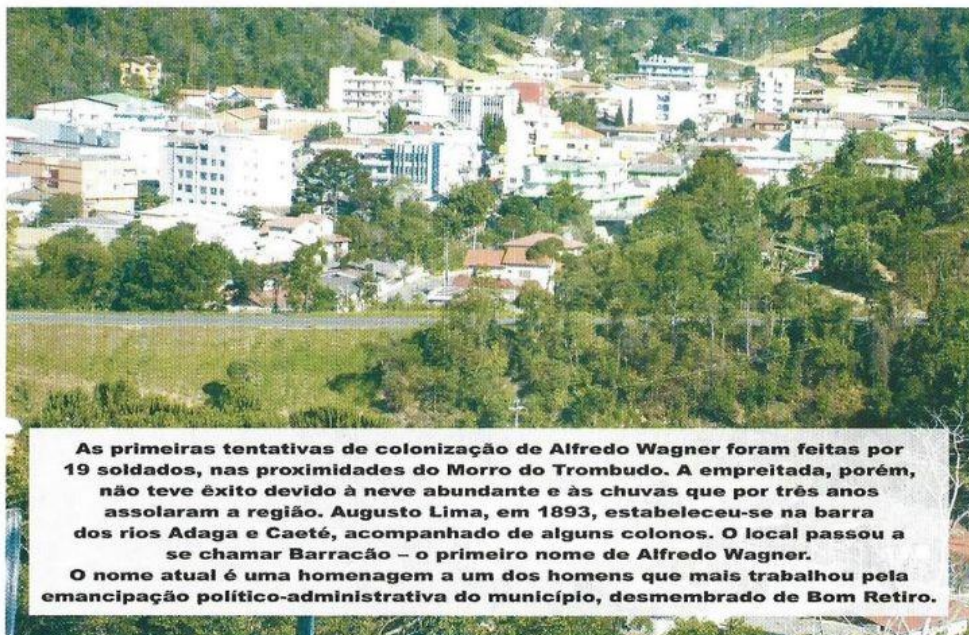 As primeiras tentativas de colonização de Alfredo Wagner foram feitas por
19 soldados, nas proximidades do Morro do Trombudo. A empreitada, porém,
não teve êxito devido à neve abundante e às chuvas que por três anos
assolaram a região. Augusto Lima, em 1893, estabeleceu-se na barra
dos rios Adaga e Caeté, acompanhado de alguns colonos. O local passou a
se chamar Barracão – o primeiro nome de Alfredo Wagner.
O nome atual é uma homenagem a um dos homens que mais trabalhou pela
emancipação político-administrativa do município, desmembrado de Bom Retiro.